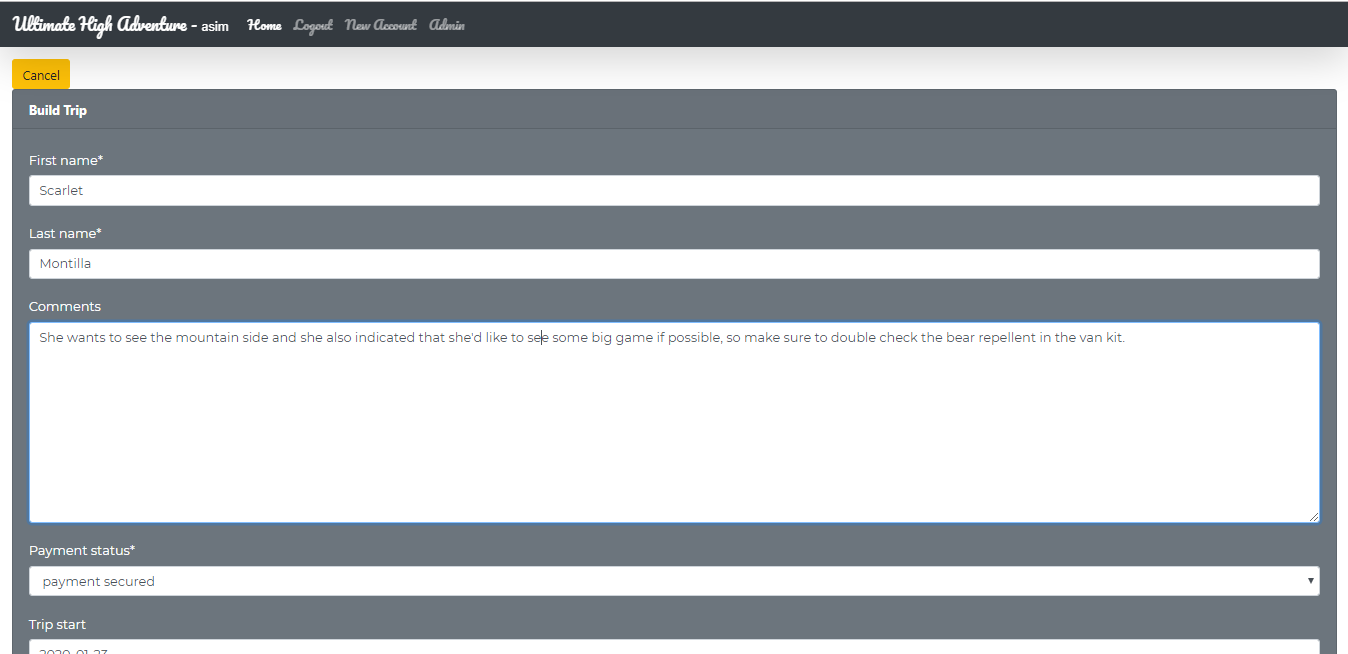 Ultimate High Adventure - asim Home Logout New Account Admin
Cancel
Build Trip
First name*
Scarlet
Last name*
Montilla
Comments
She wants to see the mountain side and she also indicated that she'd like to see some big game if possible, so make sure to double check the bear repellent in the van kit.
Payment status*
payment secured
Trip start
2020-01-23